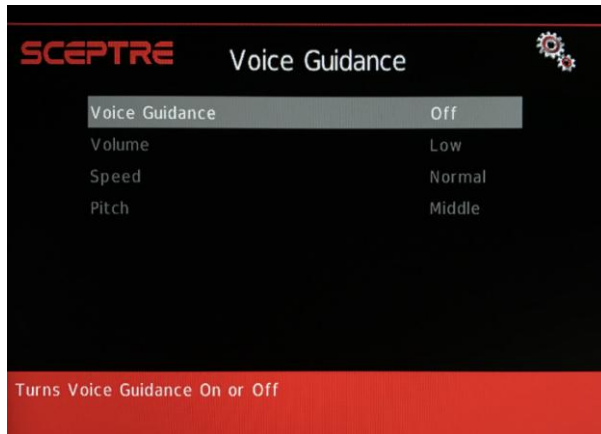 SCEPTRE
Voice Guidance
Voice Guidance Off
Volume Low
Speed Normal
Pitch Middle
Turns Voice Guidance On or Off